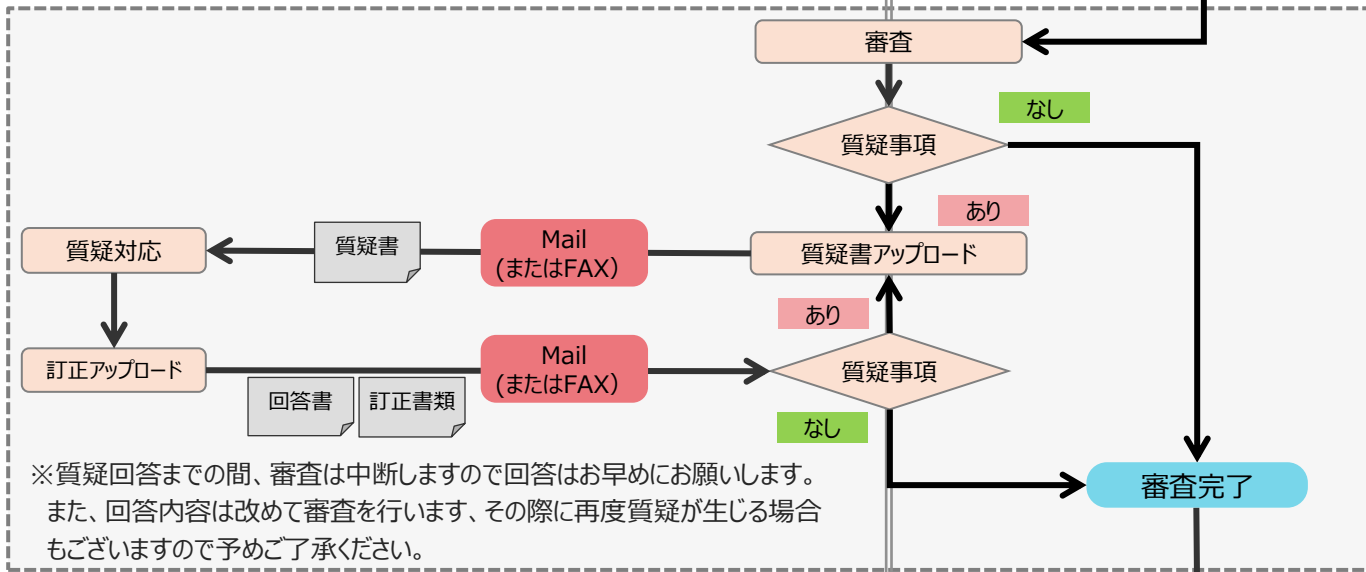 審査
なし
質疑事項
あり
質疑対応
質疑書
Mail
(またはFAX)
質疑書アップロード
あり
訂正アップロード
回答書
訂正書類
Mail
(またはFAX)
質疑事項
なし
審査完了
※質疑回答までの間、審査は中断しますので回答はお早めにお願いします。
また、回答内容は改めて審査を行います、その際に再度質疑が生じる場合
もございますので予めご了承ください。